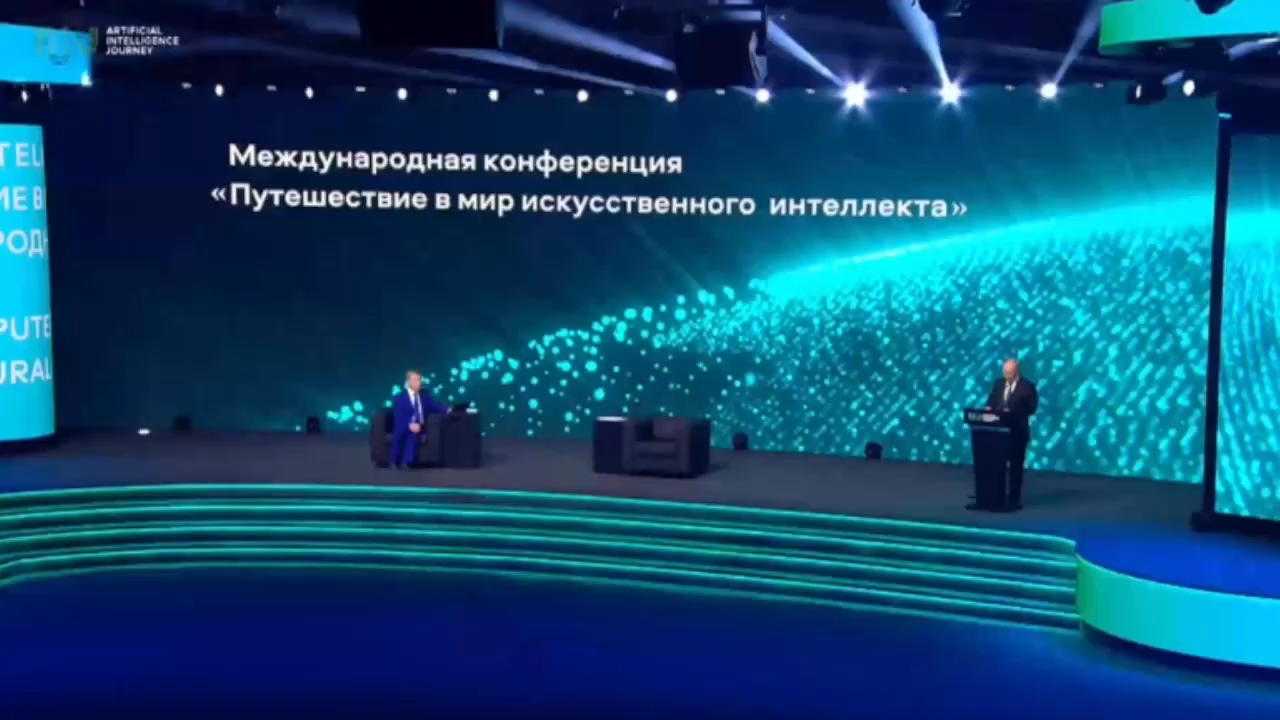 ARTIFICIAL
INTELLIGENCE
JOURNEY
Международная конференция
«Путешествие в мир искусственного интеллекта»